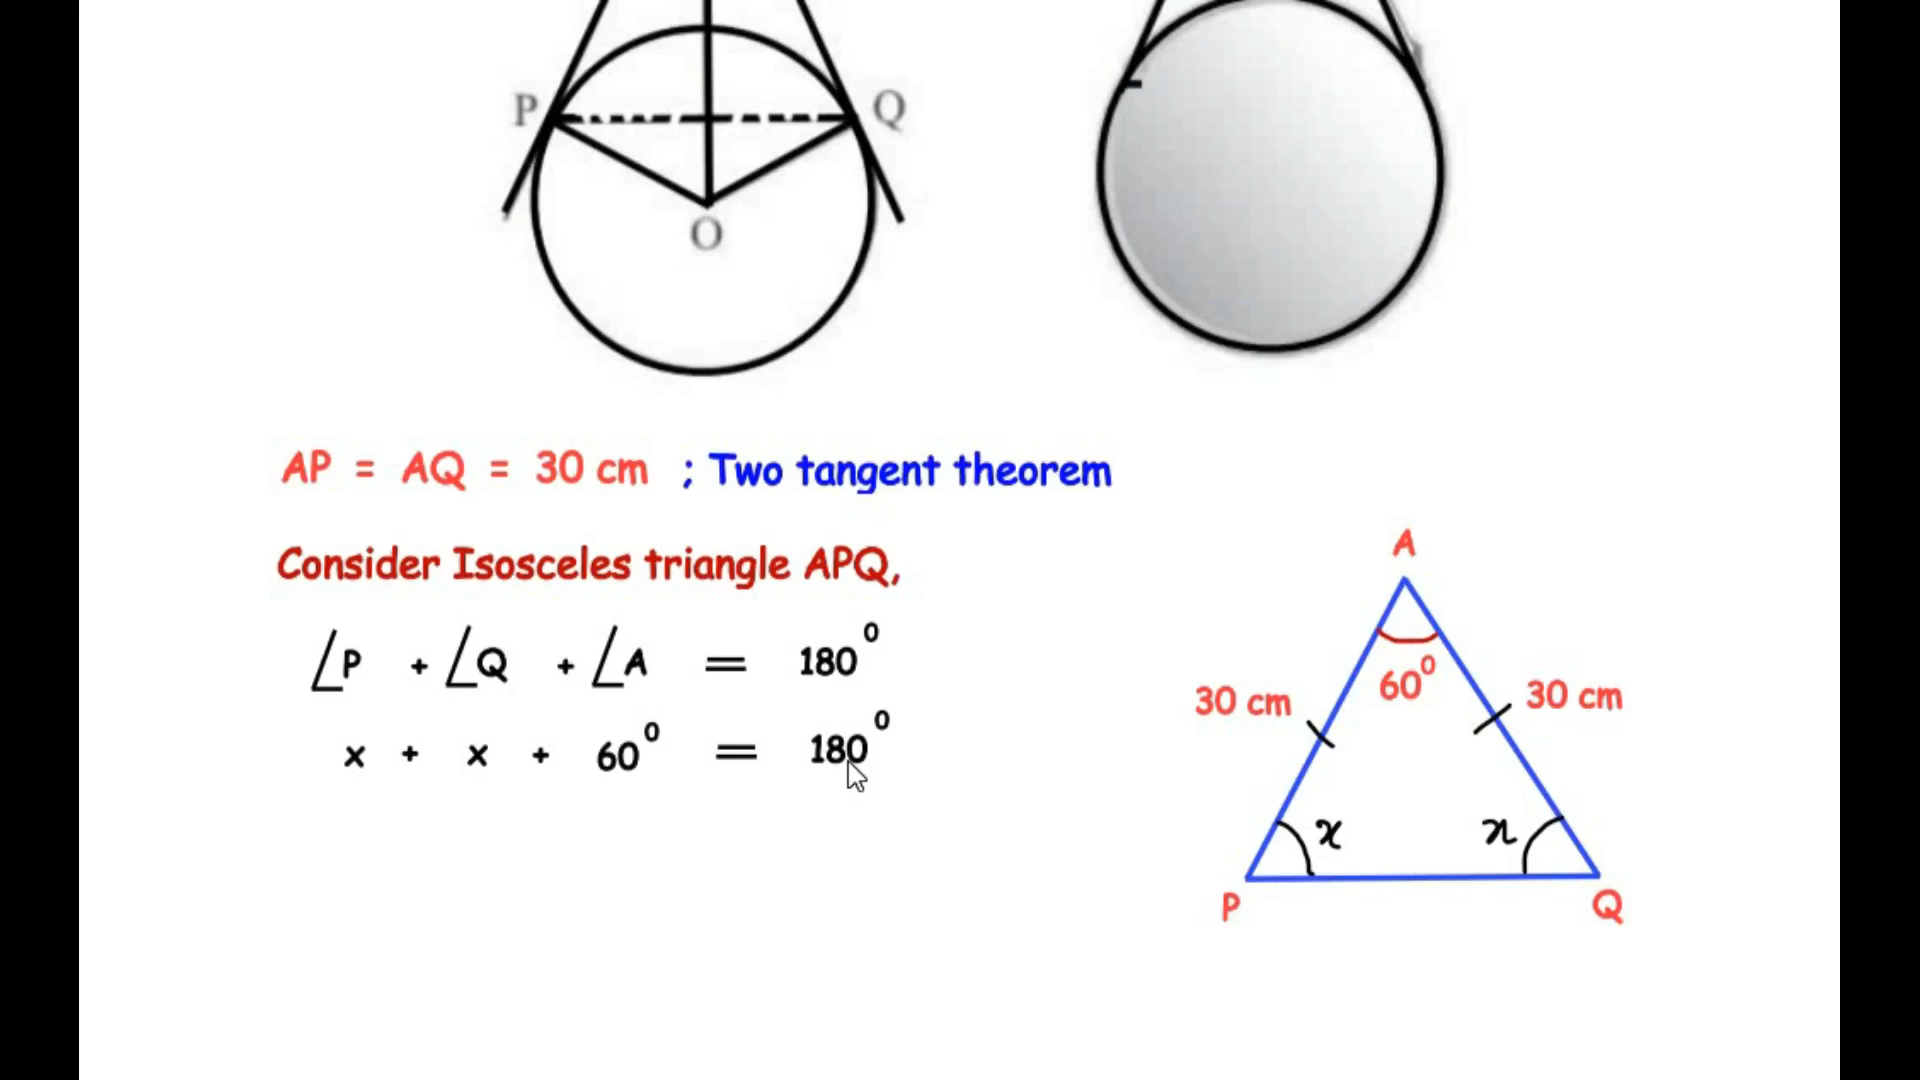 P Q
O
AP = AQ = 30 cm ; Two tangent theorem
Consider Isosceles triangle APQ,
∠P + ∠Q + ∠A = 180⁰
x + x + 60⁰ = 180⁰
A
60⁰
30 cm 30 cm
x x
P Q